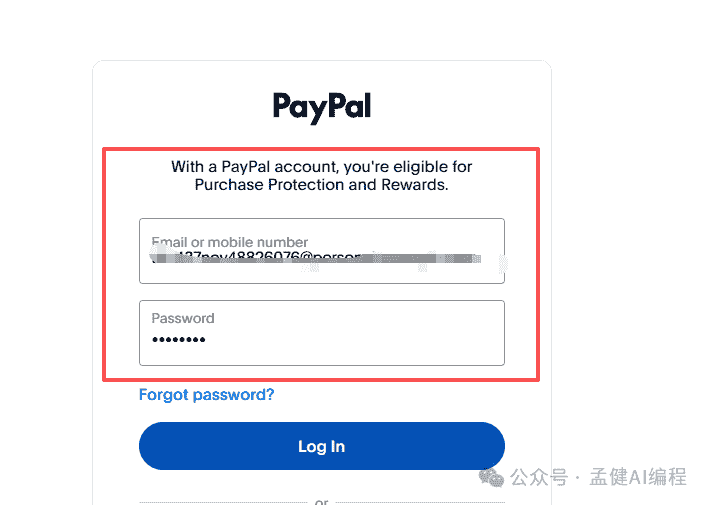 PayPal
With a PayPal account, you're eligible for
Purchase Protection and Rewards.
Email or mobile number
Password
••••••••
Forgot password?
Log In
or
公众号 · 孟健AI编程